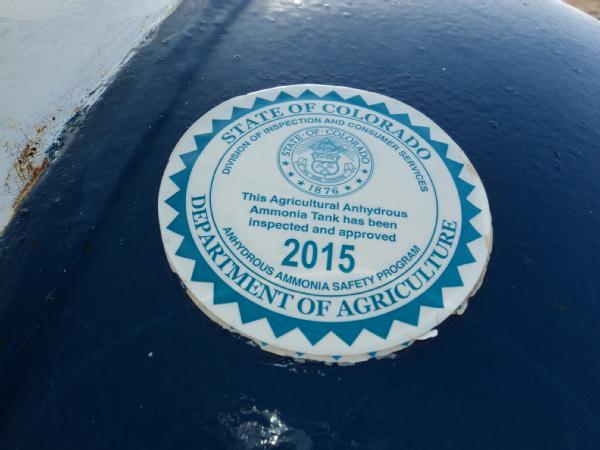 STATE OF COLORADO
DIVISION OF INSPECTION AND CONSUMER SERVICES
STATE OF COLORADO
1876
This Agricultural Anhydrous
Ammonia Tank has been
inspected and approved
2015
ANHYDROUS AMMONIA SAFETY PROGRAM
DEPARTMENT OF AGRICULTURE